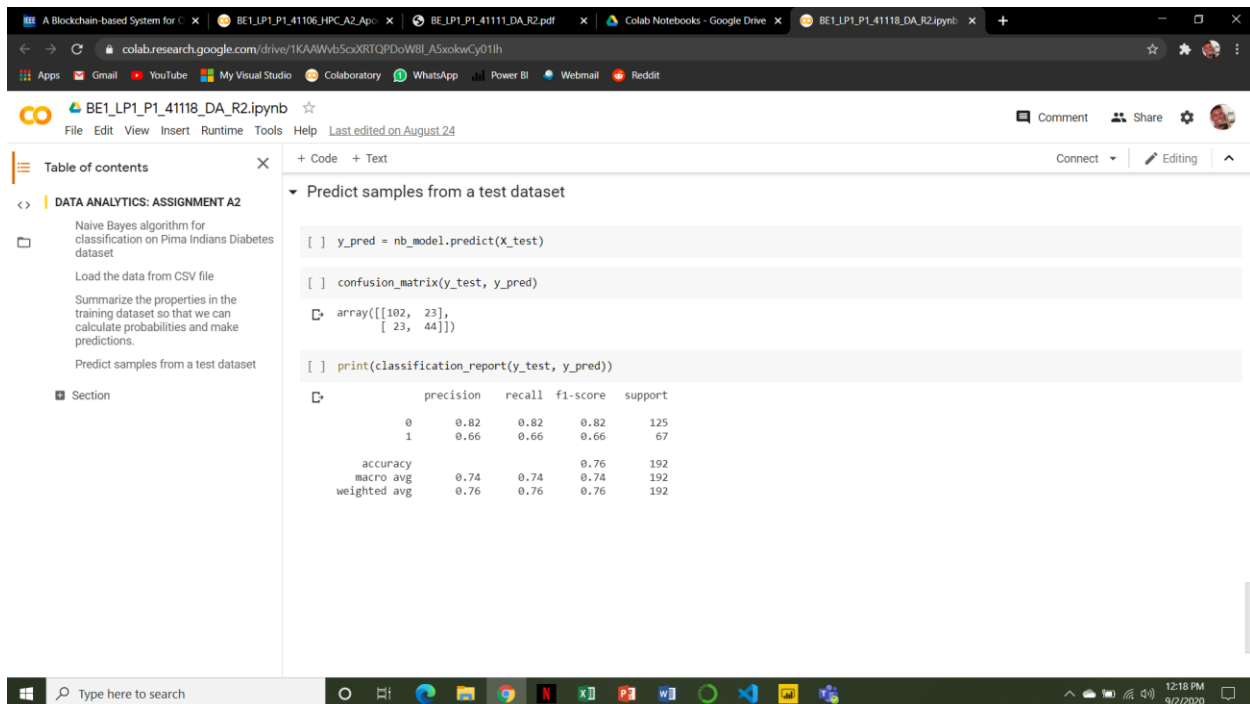 A Blockchain-based System for O
BE1_LP1_P1_41106_HPC_A2_Apo
BE_LP1_P1_41111_DA_R2.pdf
Colab Notebooks - Google Drive
BE1_LP1_P1_41118_DA_R2.ipynb
colab.research.google.com/drive/1KAAWvb5cxXRTQPDoW8l_A5xokwCy01Ih
Apps Gmail YouTube My Visual Studio Colaboratory WhatsApp Power BI Webmail Reddit
BE1_LP1_P1_41118_DA_R2.ipynb
File Edit View Insert Runtime Tools Help Last edited on August 24
Comment Share
Table of contents
DATA ANALYTICS: ASSIGNMENT A2
Naive Bayes algorithm for
classification on Pima Indians Diabetes
dataset
Load the data from CSV file
Summarize the properties in the
training dataset so that we can
calculate probabilities and make
predictions.
Predict samples from a test dataset
Section
+ Code + Text
Connect Editing
Predict samples from a test dataset
[ ] y_pred = nb_model.predict(X_test)
[ ] confusion_matrix(y_test, y_pred)
array([[102, 23],
[ 23, 44]])
[ ] print(classification_report(y_test, y_pred))
precision recall f1-score support
0 0.82 0.82 0.82 125
1 0.66 0.66 0.66 67
accuracy 0.76 192
macro avg 0.74 0.74 0.74 192
weighted avg 0.76 0.76 0.76 192
Type here to search
12:18 PM
9/2/2020